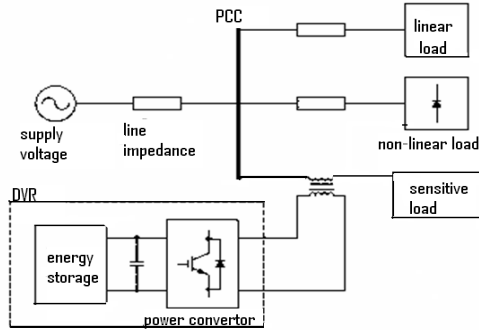 PCC
linear
load
supply
voltage
line
impedance
non-linear load
sensitive
load
DVR
energy
storage
power convertor